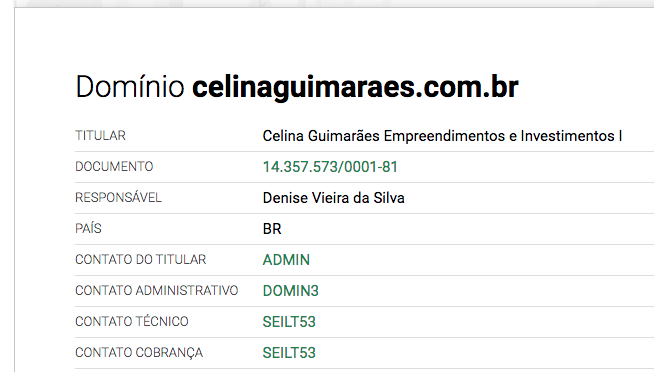 Domínio celinaguimaraes.com.br
TITULAR Celina Guimarães Empreendimentos e Investimentos I
DOCUMENTO 14.357.573/0001-81
RESPONSÁVEL Denise Vieira da Silva
PAÍS BR
CONTATO DO TITULAR ADMIN
CONTATO ADMINISTRATIVO DOMIN3
CONTATO TÉCNICO SEILT53
CONTATO COBRANÇA SEILT53